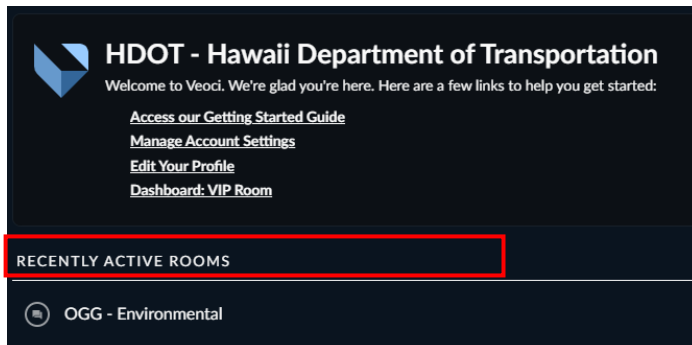 HDOT - Hawaii Department of Transportation
Welcome to Veoci. We're glad you're here. Here are a few links to help you get started:
Access our Getting Started Guide
Manage Account Settings
Edit Your Profile
Dashboard: VIP Room
RECENTLY ACTIVE ROOMS
OGG - Environmental